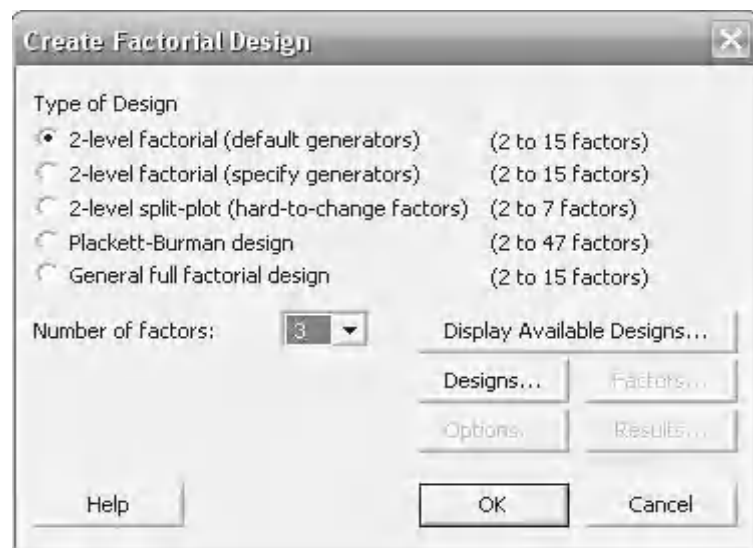 Create Factorial Design
Type of Design
2-level factorial (default generators) (2 to 15 factors)
2-level factorial (specify generators) (2 to 15 factors)
2-level split-plot (hard-to-change factors) (2 to 7 factors)
Plackett-Burman design (2 to 47 factors)
General full factorial design (2 to 15 factors)
Number of factors: 3 Display Available Designs...
Designs... Factors...
Options... Results...
Help OK Cancel